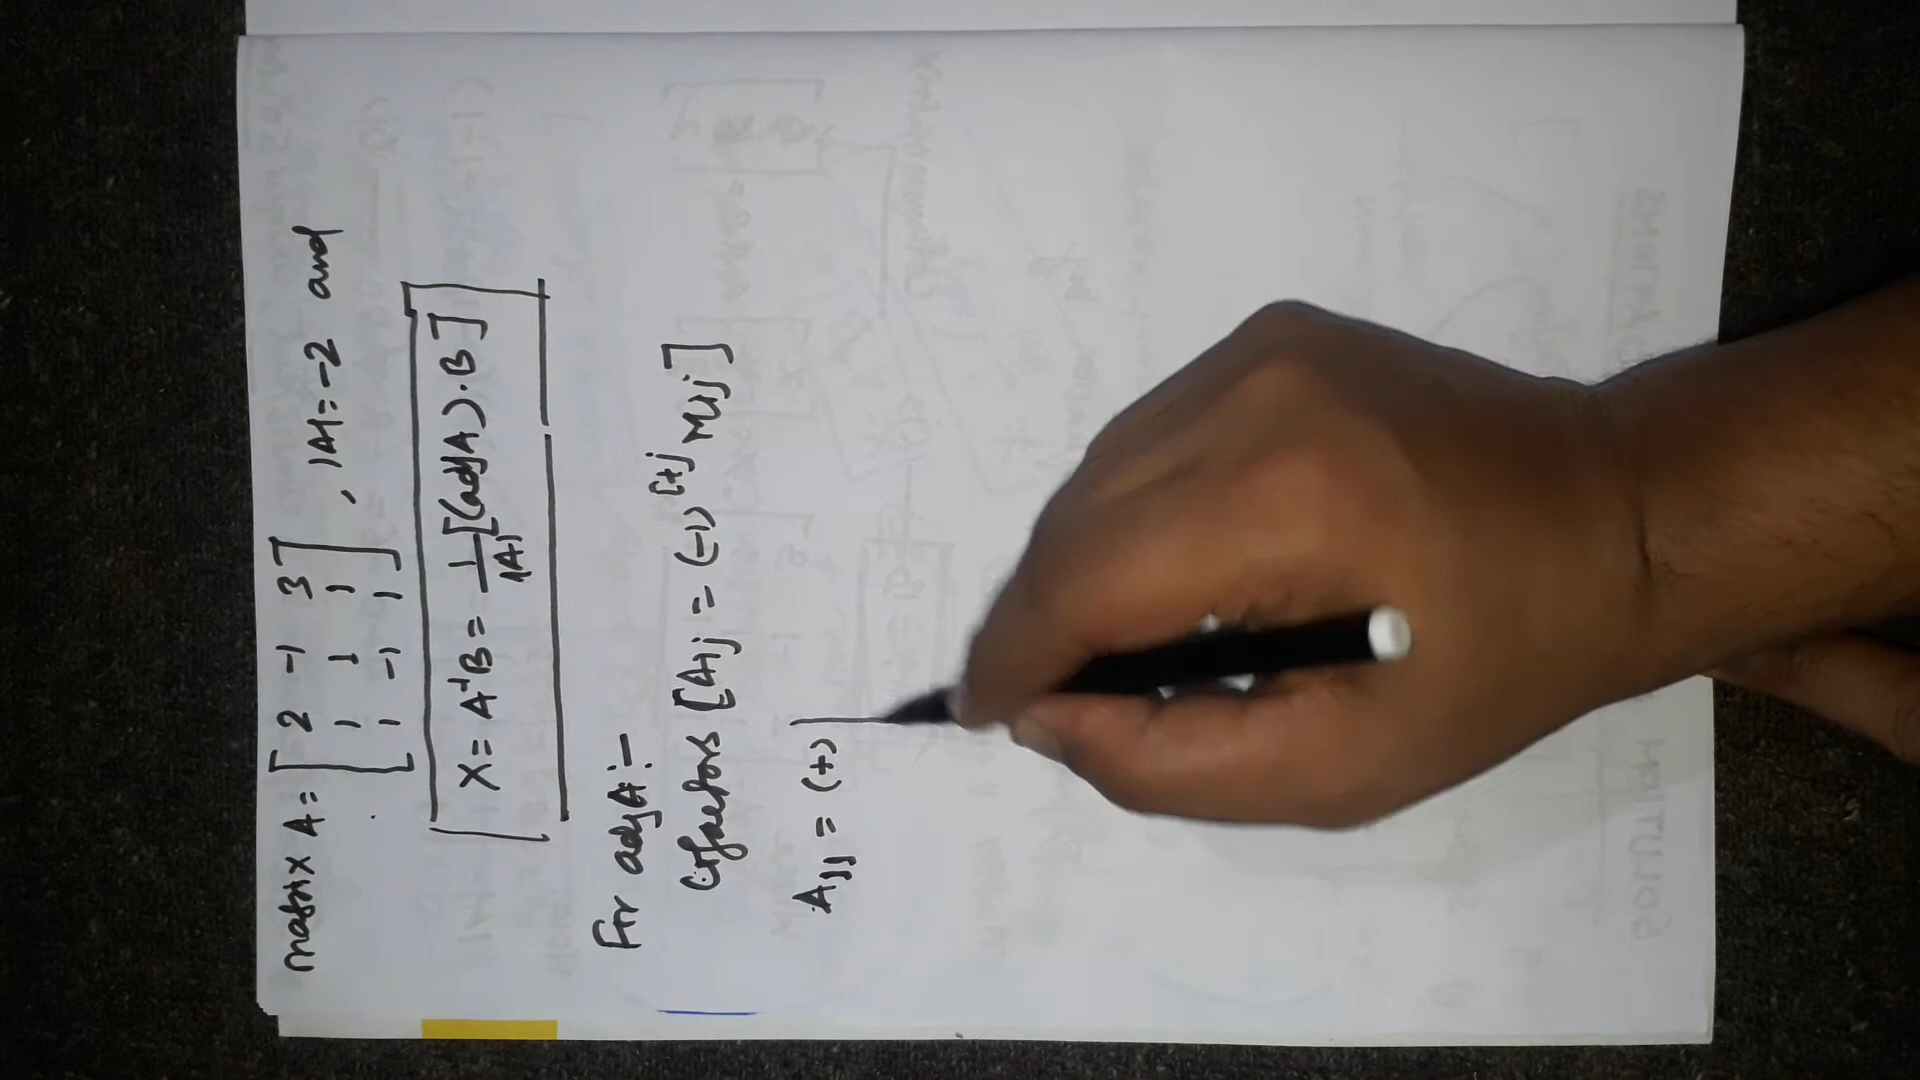 matrix A = [ 2 -1 3 ] , |A| = -2 and
1 1 1
1 -1 1
X = A⁻¹B = 1/|A| [(adjA).B]
For adjA:-
Cofactors [Aij = (-1)^i+j Mij]
A₁₁ = (+) |